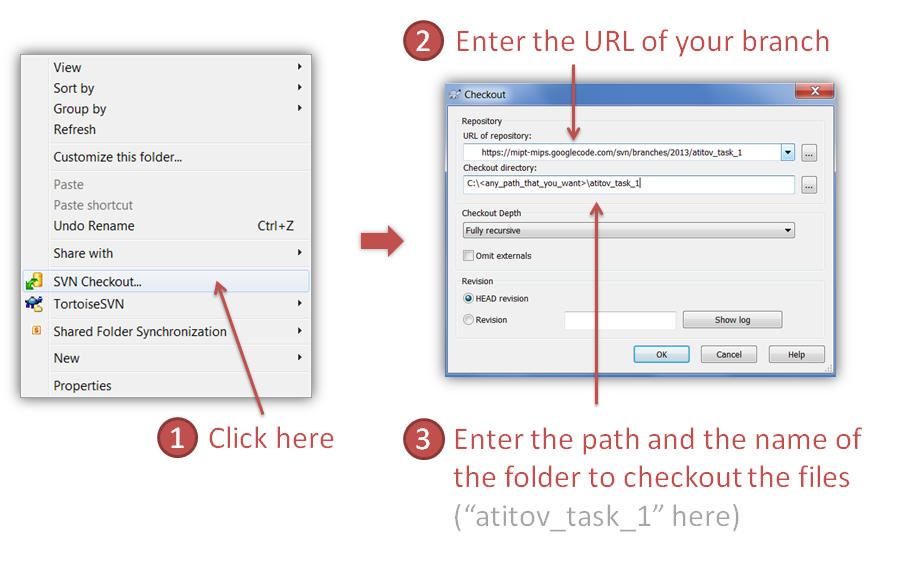 View
Sort by
Group by
Refresh
Customize this folder...
Paste
Paste shortcut
Undo Rename Ctrl+Z
Share with
SVN Checkout...
TortoiseSVN
Shared Folder Synchronization
New
Properties
1 Click here
2 Enter the URL of your branch
Checkout
Repository
URL of repository:
https://mipt-mips.googlecode.com/svn/branches/2013/atitov_task_1
...
Checkout directory:
C:\<any_path_that_you_want>\atitov_task_1
...
Checkout Depth
Fully recursive
Omit externals
Revision
HEAD revision
Revision
Show log
OK Cancel Help
3 Enter the path and the name of
the folder to checkout the files
(“atitov_task_1” here)